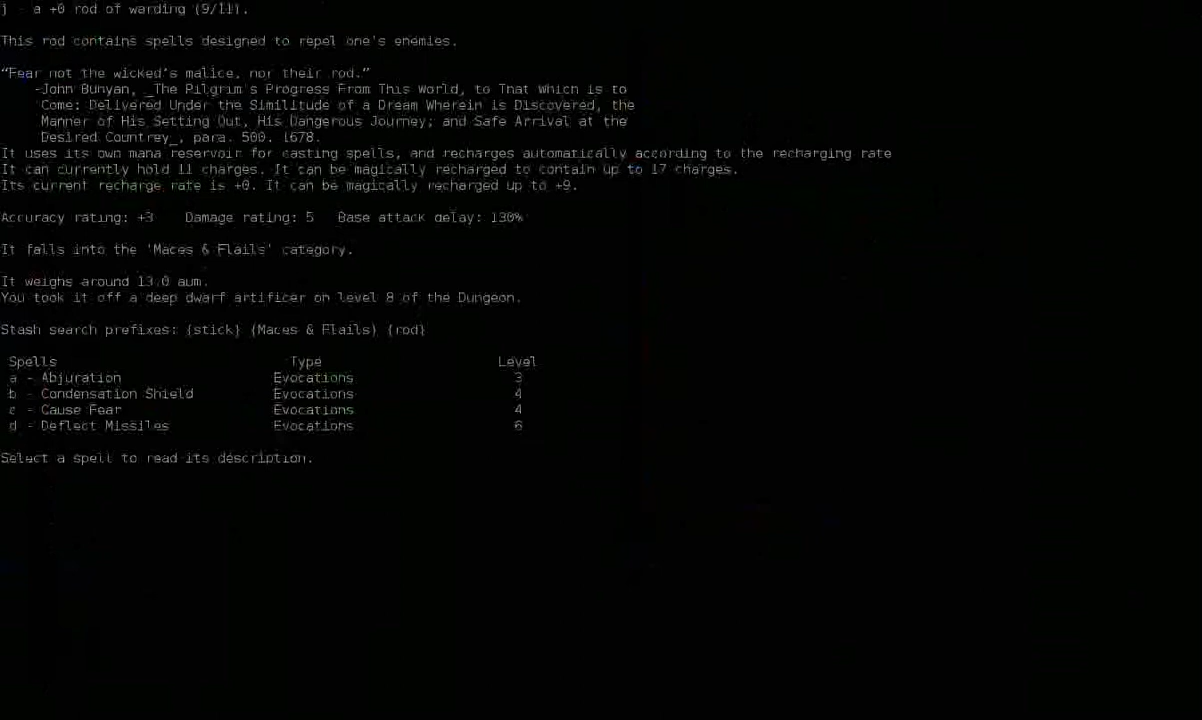 j - a +0 rod of warding (9/11).
This rod contains spells designed to repel one's enemies.
“Fear not the wicked's malice, nor their rod.”
-John Bunyan, _The Pilgrim's Progress From This World, to That Which is to
Come: Delivered Under the Similitude of a Dream Wherein is Discovered, the
Manner of His Setting Out, His Dangerous Journey; and Safe Arrival at the
Desired Countrey_, para. 500. 1678.
It uses its own mana reservoir for casting spells, and recharges automatically according to the recharging rate
It can currently hold 11 charges. It can be magically recharged to contain up to 17 charges.
Its current recharge rate is +0. It can be magically recharged up to +9.
Accuracy rating: +3    Damage rating: 5   Base attack delay: 130%
It falls into the 'Maces & Flails' category.
It weighs around 13.0 aum.
You took it off a deep dwarf artificer on level 8 of the Dungeon.
Stash search prefixes: {stick} {Maces & Flails} {rod}
Spells Type Level
a - Abjuration Evocations 3
b - Condensation Shield Evocations 4
c - Cause Fear Evocations 4
d - Deflect Missiles Evocations 6
Select a spell to read its description.